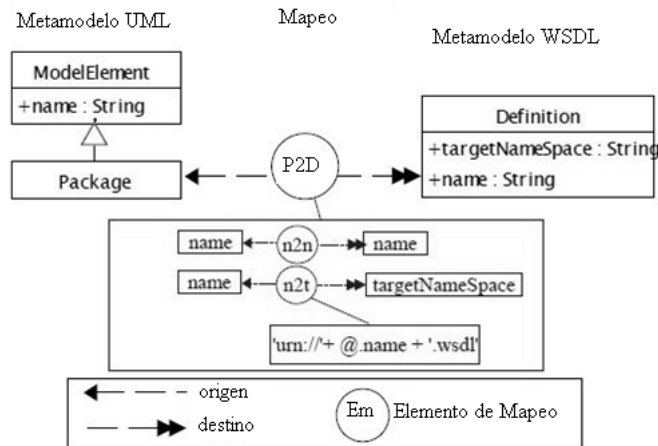 Metamodelo UML
Mapeo
Metamodelo WSDL
ModelElement
+name : String
Package
P2D
Definition
+targetNameSpace : String
+name : String
name
n2n
name
name
n2t
targetNameSpace
'urn://'+ @.name + '.wsdl'
origen
destino
Em
Elemento de Mapeo